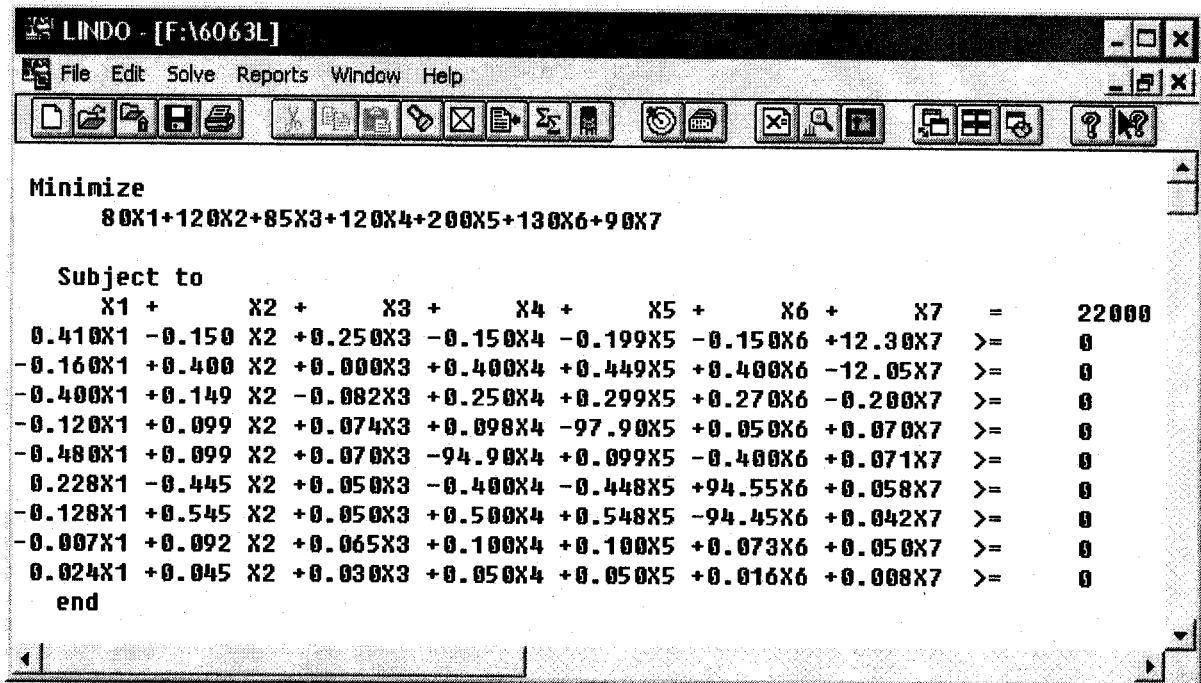 LINDO - [F:\6063L]
File Edit Solve Reports Window Help
Minimize
80X1+120X2+85X3+120X4+200X5+130X6+90X7
Subject to
X1 + X2 + X3 + X4 + X5 + X6 + X7 = 22000
0.410X1 -0.150 X2 +0.250X3 -0.150X4 -0.199X5 -0.150X6 +12.30X7 >= 0
-0.160X1 +0.400 X2 +0.000X3 +0.400X4 +0.449X5 +0.400X6 -12.05X7 >= 0
-0.400X1 +0.149 X2 -0.082X3 +0.250X4 +0.299X5 +0.270X6 -0.200X7 >= 0
-0.120X1 +0.099 X2 +0.074X3 +0.098X4 -97.90X5 +0.050X6 +0.070X7 >= 0
-0.480X1 +0.099 X2 +0.070X3 -94.90X4 +0.099X5 -0.400X6 +0.071X7 >= 0
0.228X1 -0.445 X2 +0.050X3 -0.400X4 -0.448X5 +94.55X6 +0.058X7 >= 0
-0.128X1 +0.545 X2 +0.050X3 +0.500X4 +0.548X5 -94.45X6 +0.042X7 >= 0
-0.007X1 +0.092 X2 +0.065X3 +0.100X4 +0.100X5 +0.073X6 +0.050X7 >= 0
0.024X1 +0.045 X2 +0.030X3 +0.050X4 +0.050X5 +0.016X6 +0.008X7 >= 0
end